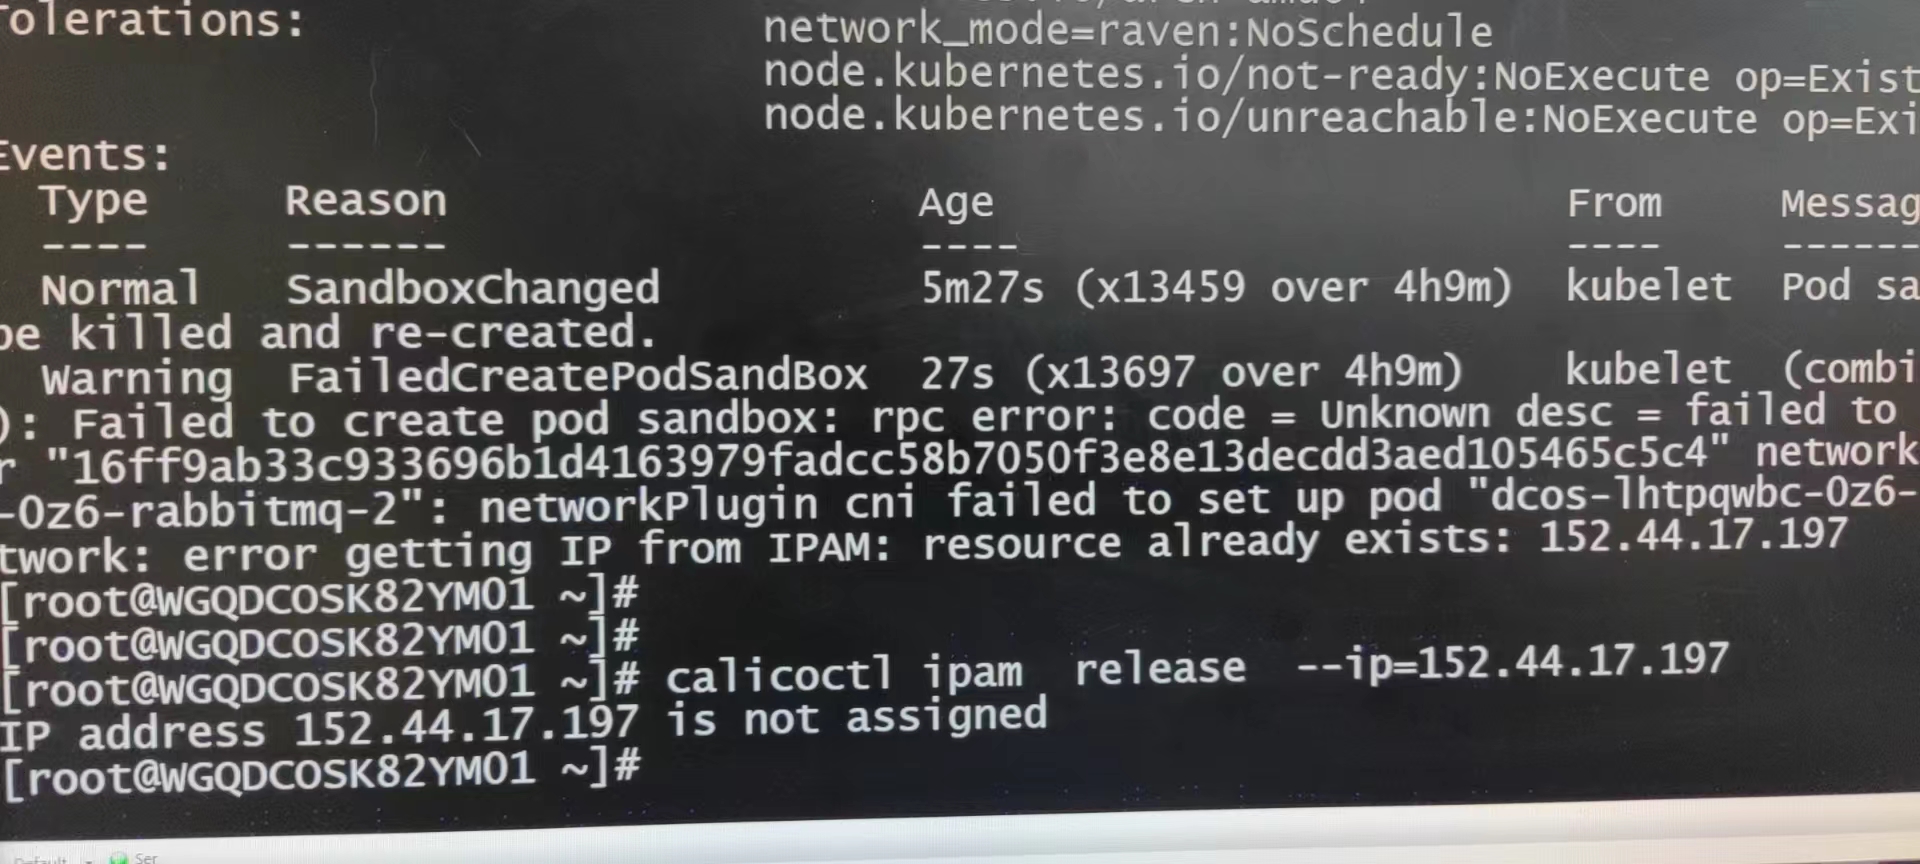 olerations:
network_mode=raven:NoSchedule
node.kubernetes.io/not-ready:NoExecute op=Exist
node.kubernetes.io/unreachable:NoExecute op=Exi
Events:
Type Reason Age From Messag
---- ------ ---- ---- ------
Normal SandboxChanged 5m27s (x13459 over 4h9m) kubelet Pod sa
be killed and re-created.
Warning FailedCreatePodSandBox 27s (x13697 over 4h9m) kubelet (combi
): Failed to create pod sandbox: rpc error: code = Unknown desc = failed to
r "16ff9ab33c933696b1d4163979fadcc58b7050f3e8e13decdd3aed105465c5c4" network
-0z6-rabbitmq-2": networkPlugin cni failed to set up pod "dcos-lhtpqwbc-0z6-
twork: error getting IP from IPAM: resource already exists: 152.44.17.197
[root@WGQDCOSK82YM01 ~]#
[root@WGQDCOSK82YM01 ~]#
[root@WGQDCOSK82YM01 ~]# calicoctl ipam  release  --ip=152.44.17.197
IP address 152.44.17.197 is not assigned
[root@WGQDCOSK82YM01 ~]#
Default Ser